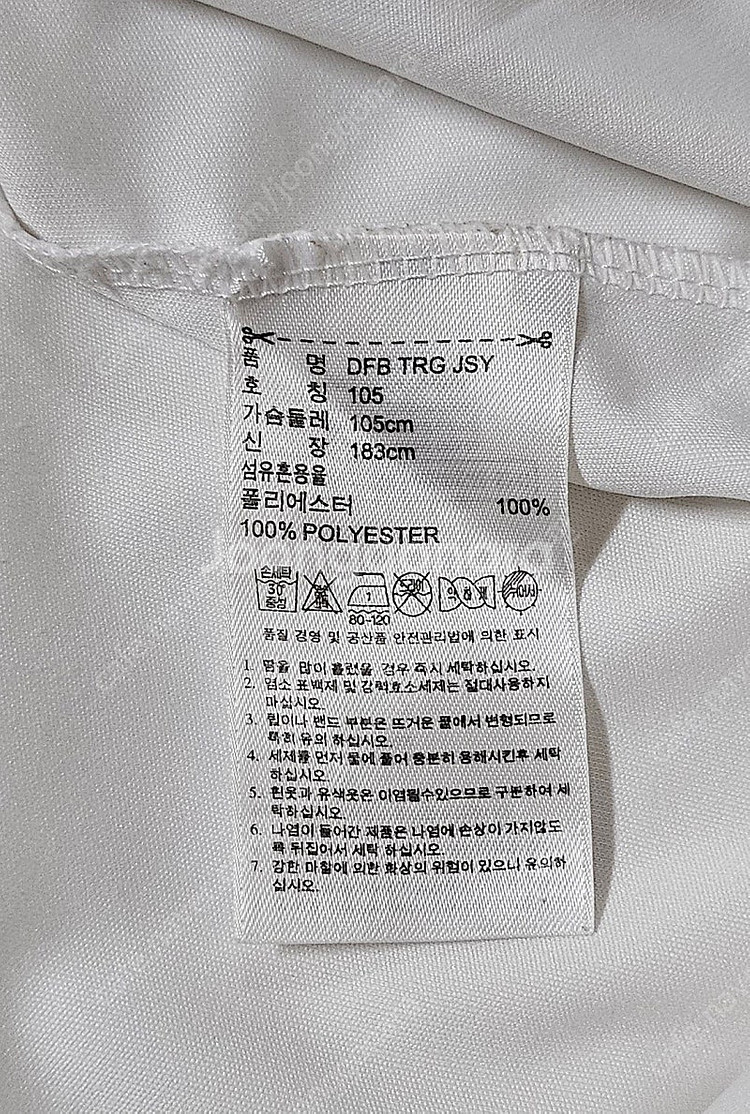 품 명 DFB TRG JSY
호 칭 105
가슴둘레 105cm
신 장 183cm
섬유혼용율
폴리에스터 100%
100% POLYESTER
손세탁 30 중성
1 80-120
드라이
약하게
뉘어서
품질 경영 및 공산품 안전관리법에 의한 표시
1. 땀을 많이 흘렸을 경우 즉시 세탁하십시오.
2. 염소 표백제 및 강력효소세제는 절대사용하지
마십시오.
3. 립이나 밴드 부분은 뜨거운 물에서 변형되므로
특히 유의 하십시오.
4. 세제를 먼저 물에 풀어 충분히 용해시킨후 세탁
하십시오.
5. 흰옷과 유색옷은 이염될수있으므로 구분하여 세
탁하십시오.
6. 나염이 들어간 제품은 나염에 손상이 가지않도
록 뒤집어서 세탁 하십시오.
7. 강한 마찰에 의한 화상의 위험이 있으니 유의하
십시오.